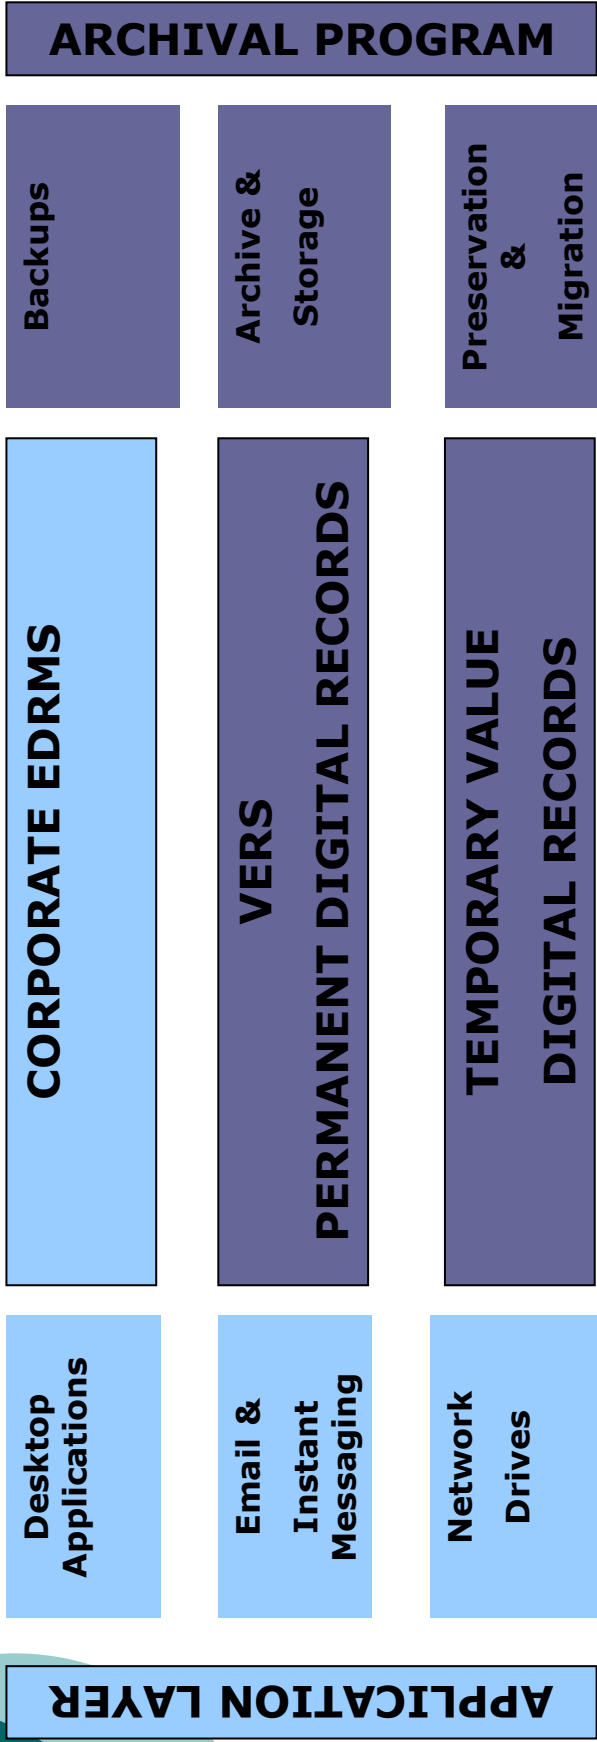 ARCHIVAL PROGRAM
Backups
Archive &
Storage
Preservation
&
Migration
CORPORATE EDRMS
VERS
PERMANENT DIGITAL RECORDS
TEMPORARY VALUE
DIGITAL RECORDS
Desktop
Applications
Email &
Instant
Messaging
Network
Drives
APPLICATION LAYER